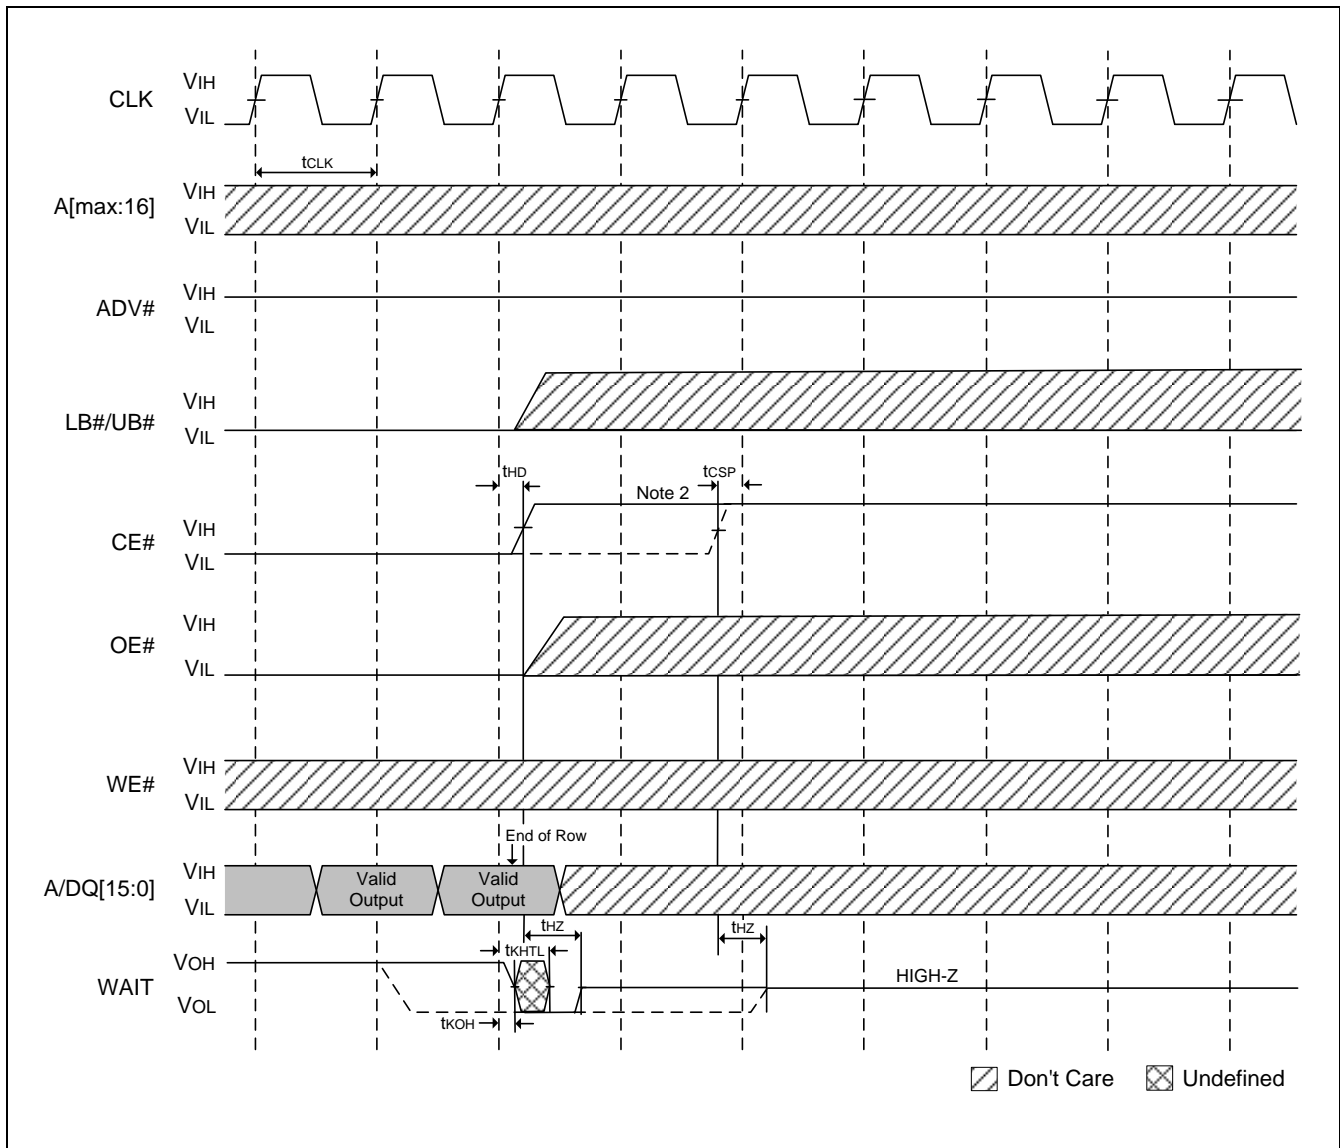 CLK
VIH
VIL
tCLK
A[max:16]
VIH
VIL
ADV#
VIH
VIL
LB#/UB#
VIH
VIL
tHD
tCSP
Note 2
CE#
VIH
VIL
OE#
VIH
VIL
WE#
VIH
VIL
End of Row
A/DQ[15:0]
VIH
VIL
Valid
Output
Valid
Output
tHZ
tHZ
tKHTL
WAIT
VOH
VOL
HIGH-Z
tKOH
Don't Care
Undefined